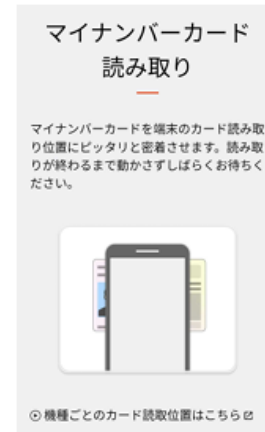 マイナンバーカード
読み取り
マイナンバーカードを端末のカード読み取
り位置にピッタリと密着させます。読み取
りが終わるまで動かさずしばらくお待ちく
ださい。
機種ごとのカード読取位置はこちら